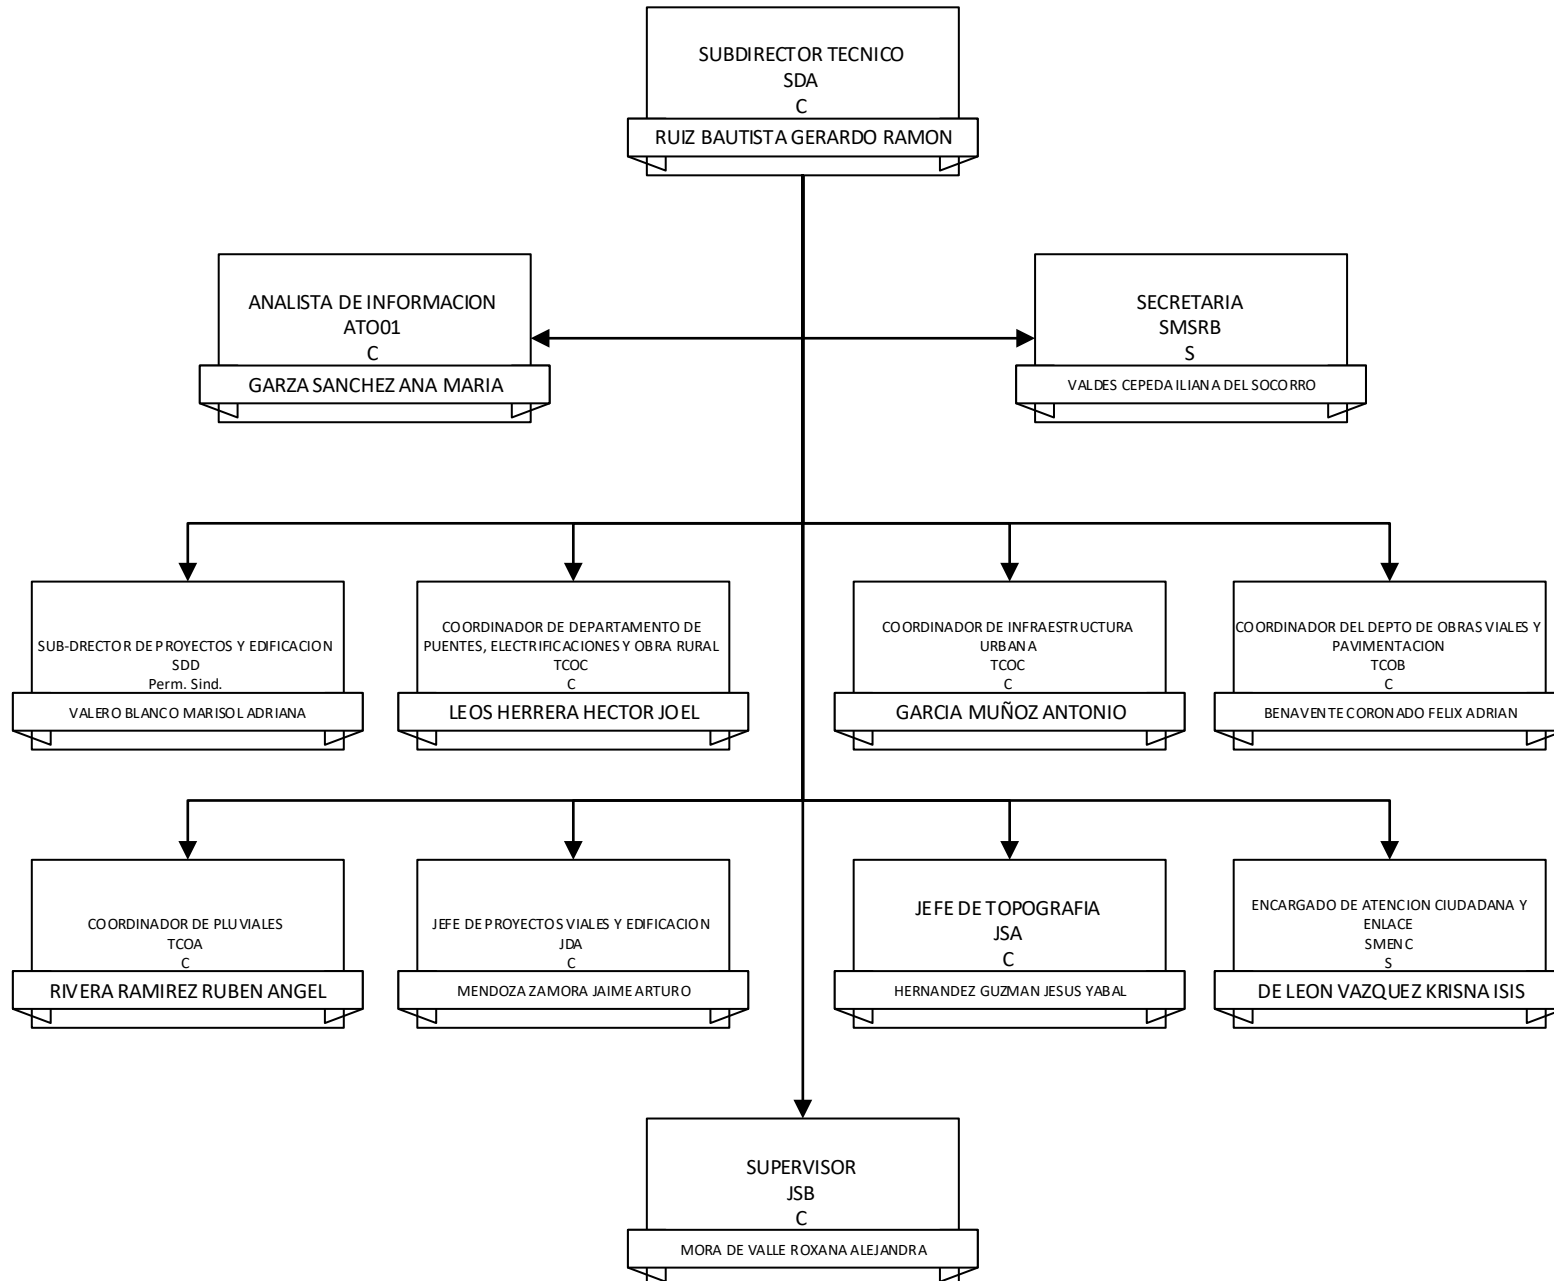 SUBDIRECTOR TECNICO
SDA
C
RUIZ BAUTISTA GERARDO RAMON
ANALISTA DE INFORMACION
ATO01
C
GARZA SANCHEZ ANA MARIA
SECRETARIA
SMSRB
S
VALDES CEPEDA ILIANA DEL SOCORRO
SUB-DRECTOR DE PROYECTOS Y EDIFICACION
SDD
Perm. Sind.
VALERO BLANCO MARISOL ADRIANA
COORDINADOR DE DEPARTAMENTO DE
PUENTES, ELECTRIFICACIONES Y OBRA RURAL
TCOC
C
LEOS HERRERA HECTOR JOEL
COORDINADOR DE INFRAESTRUCTURA
URBANA
TCOC
C
GARCIA MUÑOZ ANTONIO
COORDINADOR DEL DEPTO DE OBRAS VIALES Y
PAVIMENTACION
TCOB
C
BENAVENTE CORONADO FELIX ADRIAN
COORDINADOR DE PLUVIALES
TCOA
C
RIVERA RAMIREZ RUBEN ANGEL
JEFE DE PROYECTOS VIALES Y EDIFICACION
JDA
C
MENDOZA ZAMORA JAIME ARTURO
JEFE DE TOPOGRAFIA
JSA
C
HERNANDEZ GUZMAN JESUS YABAL
ENCARGADO DE ATENCION CIUDADANA Y
ENLACE
SMENC
S
DE LEON VAZQUEZ KRISNA ISIS
SUPERVISOR
JSB
C
MORA DE VALLE ROXANA ALEJANDRA